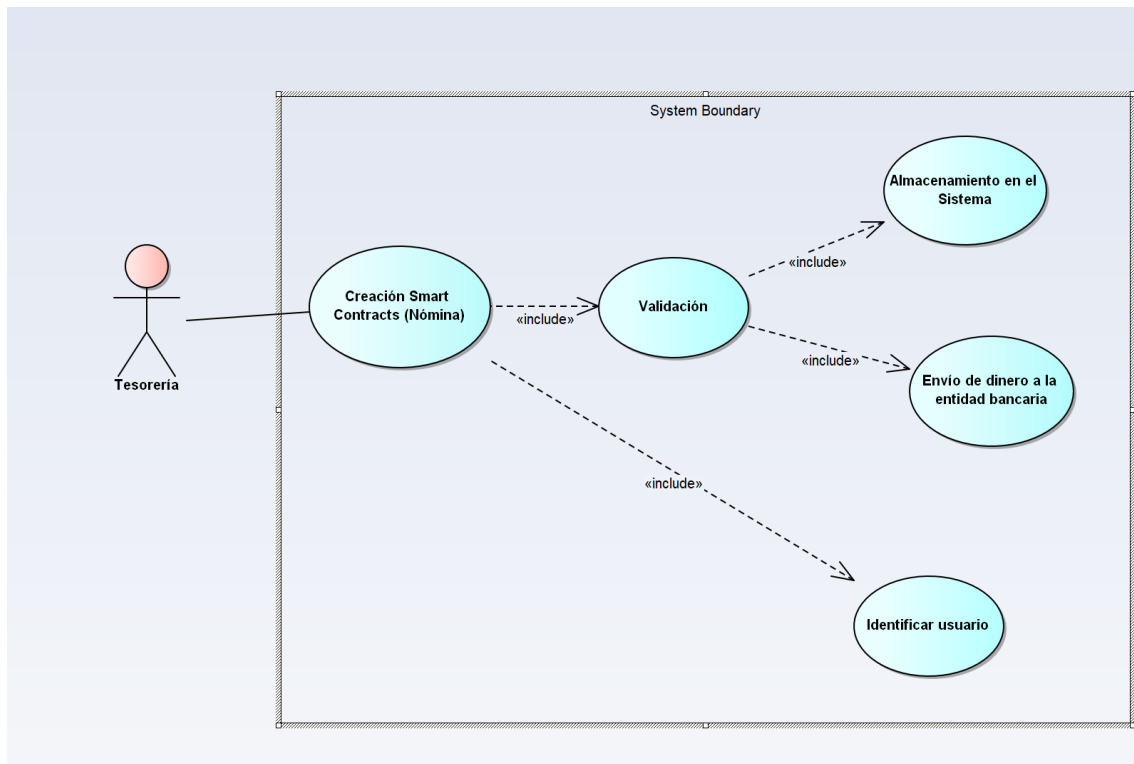 System Boundary
Almacenamiento en el
Sistema
Creación Smart
Contracts (Nómina)
Validación
«include»
«include»
«include»
Envío de dinero a la
entidad bancaria
Tesorería
«include»
Identificar usuario